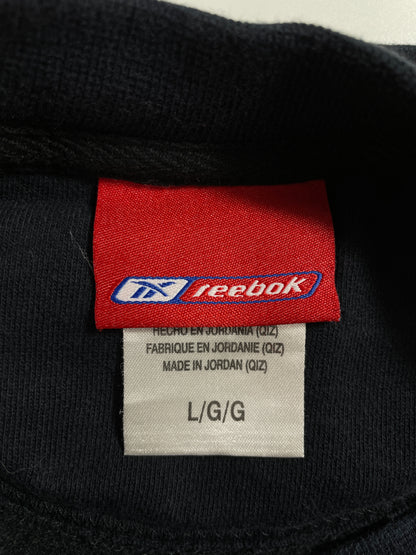 reebok
HECHO EN JORDANIA (QIZ)
FABRIQUE EN JORDANIE (QIZ)
MADE IN JORDAN (QIZ)
L/G/G